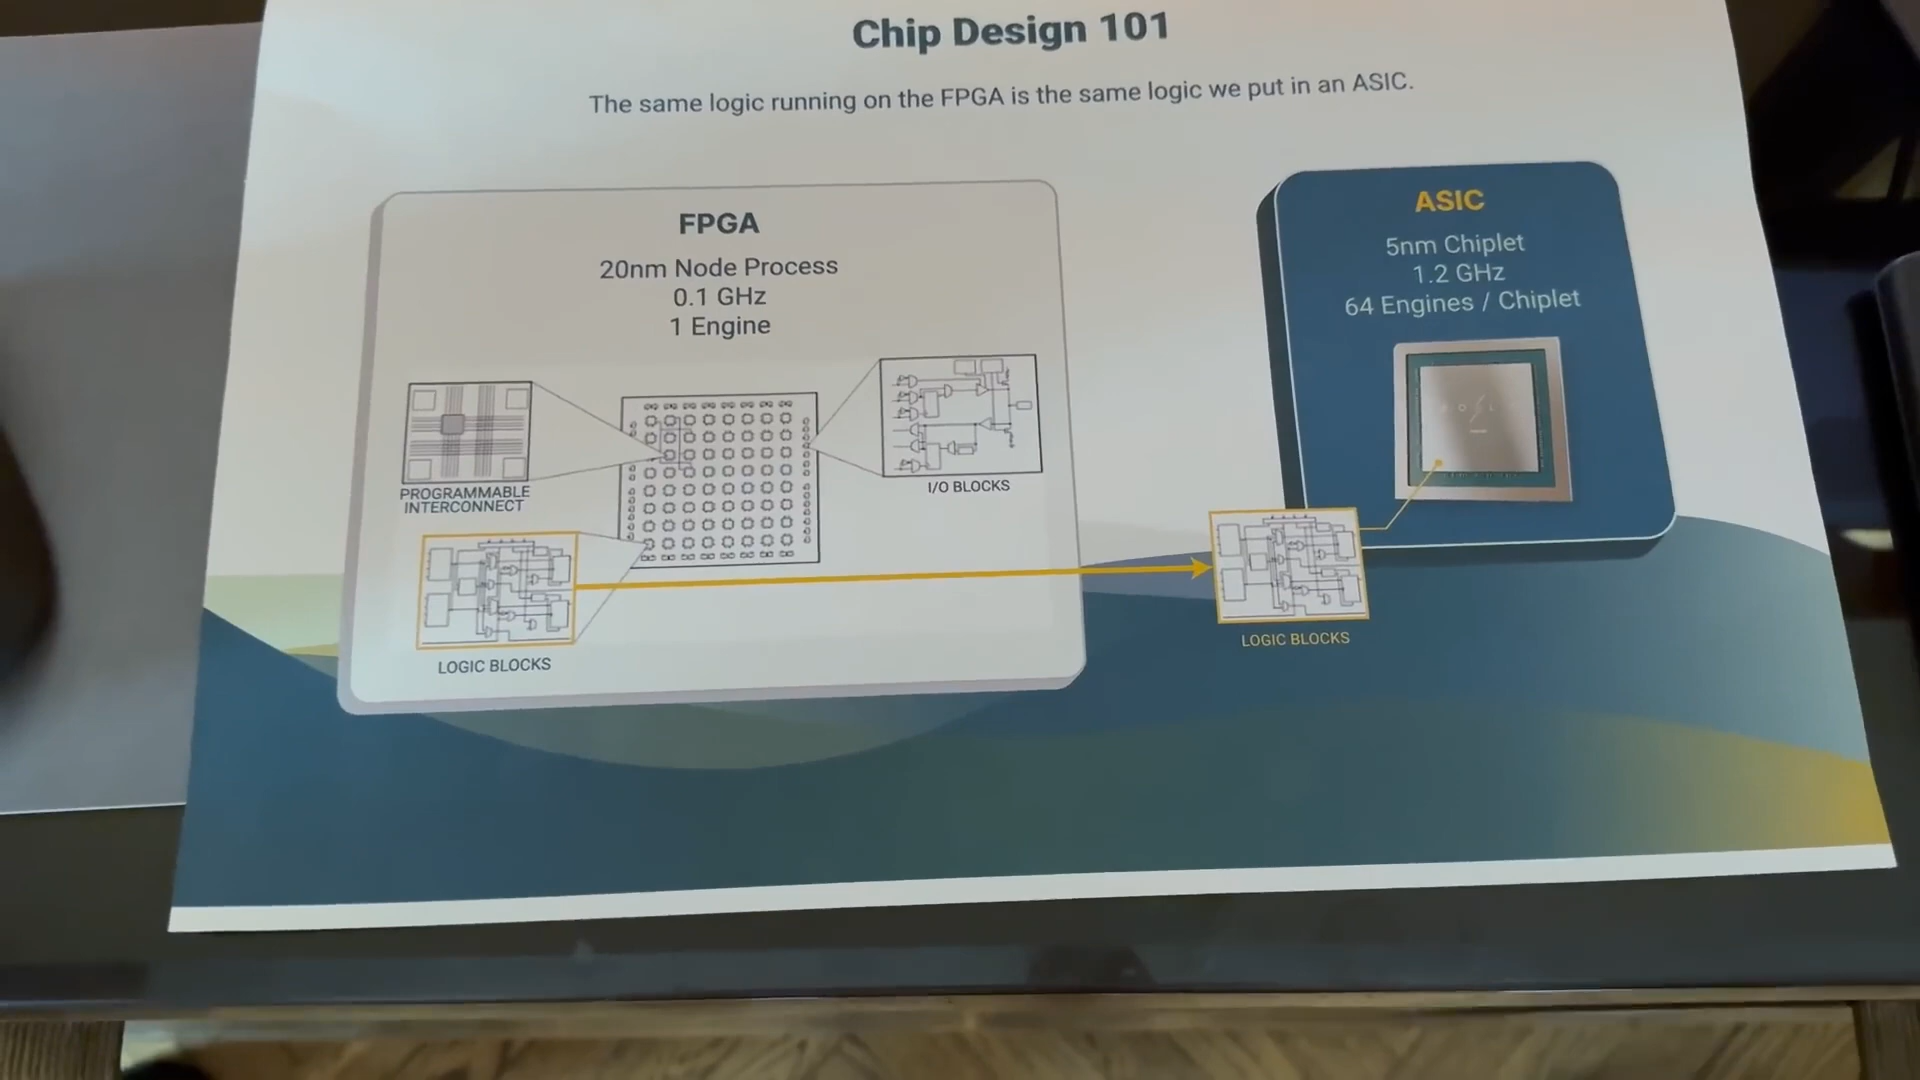 Chip Design 101
The same logic running on the FPGA is the same logic we put in an ASIC.
FPGA
20nm Node Process
0.1 GHz
1 Engine
PROGRAMMABLE
INTERCONNECT
I/O BLOCKS
LOGIC BLOCKS
ASIC
5nm Chiplet
1.2 GHz
64 Engines / Chiplet
LOGIC BLOCKS